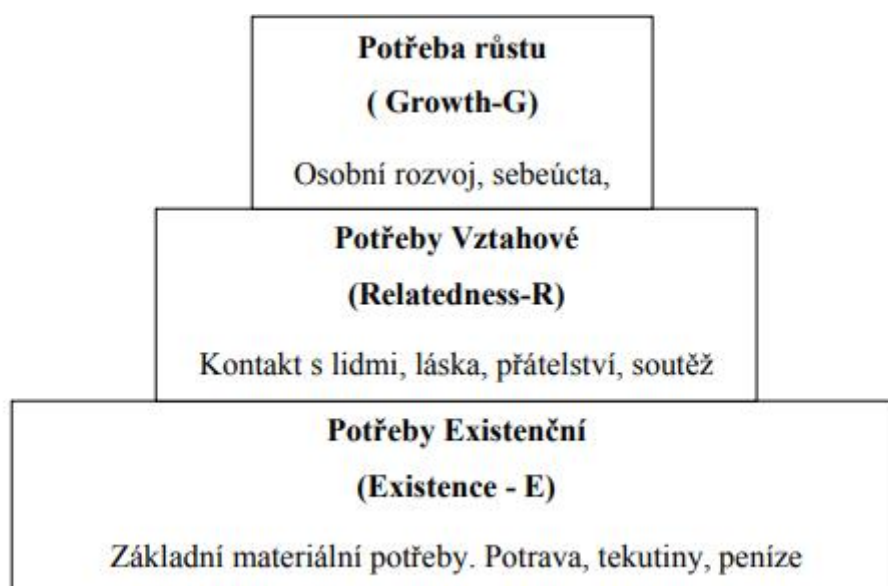 Potřeba růstu
( Growth-G)
Osobní rozvoj, sebeúcta,
Potřeby Vztahové
(Relatedness-R)
Kontakt s lidmi, láska, přátelství, soutěž
Potřeby Existenční
(Existence - E)
Základní materiální potřeby. Potrava, tekutiny, peníze